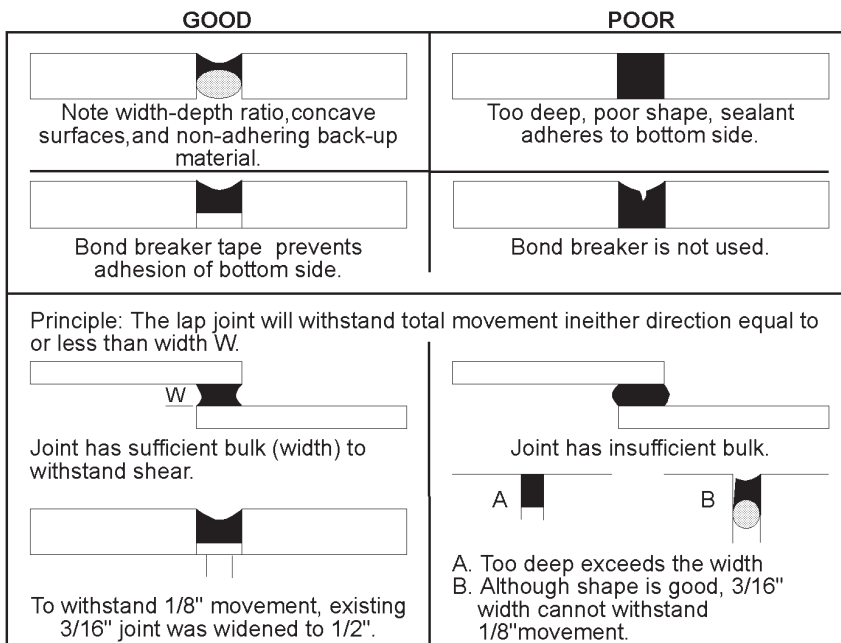 GOOD
POOR
Note width-depth ratio,concave
surfaces,and non-adhering back-up
material.
Too deep, poor shape, sealant
adheres to bottom side.
Bond breaker tape prevents
adhesion of bottom side.
Bond breaker is not used.
Principle: The lap joint will withstand total movement ineither direction equal to
or less than width W.
W
Joint has sufficient bulk (width) to
withstand shear.
Joint has insufficient bulk.
A
B
To withstand 1/8" movement, existing
3/16" joint was widened to 1/2".
A. Too deep exceeds the width
B. Although shape is good, 3/16"
width cannot withstand
1/8"movement.